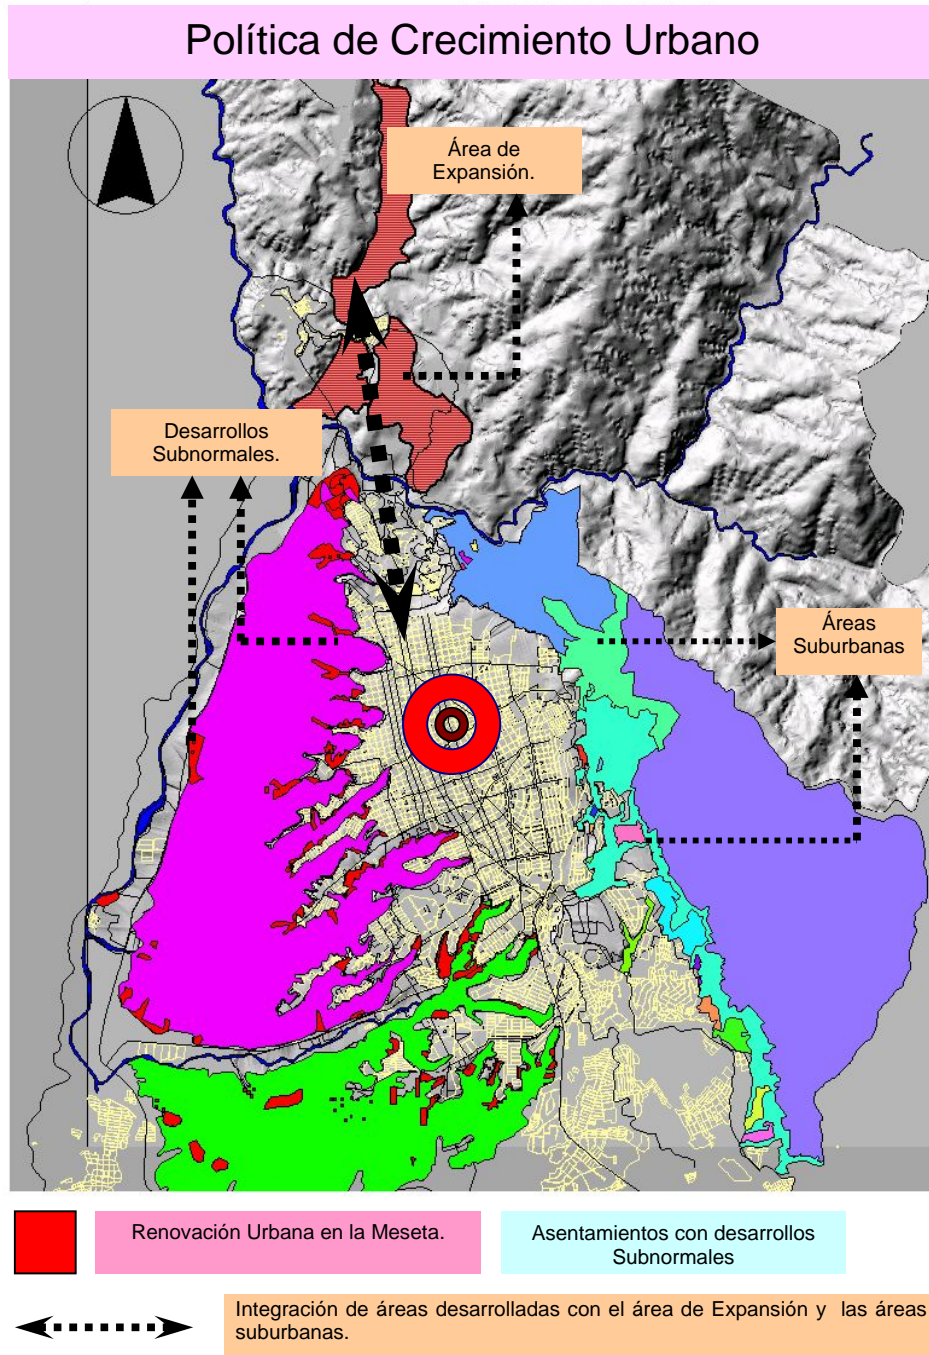 Política de Crecimiento Urbano
Área de
Expansión.
Desarrollos
Subnormales.
Áreas
Suburbanas
Renovación Urbana en la Meseta.
Asentamientos con desarrollos
Subnormales
Integración de áreas desarrolladas con el área de Expansión y las áreas
suburbanas.